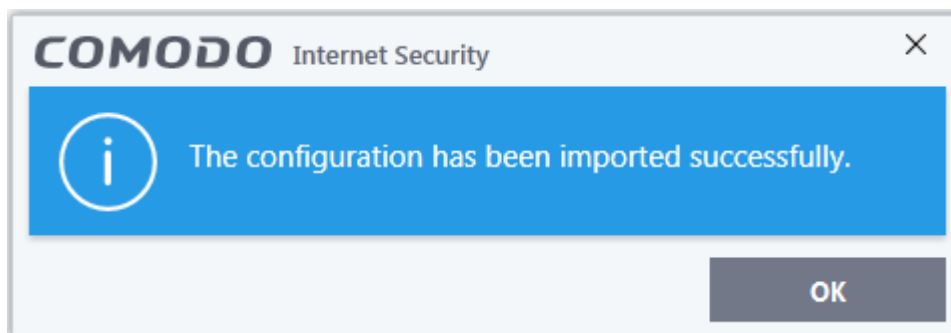 COMODO Internet Security
The configuration has been imported successfully.
OK